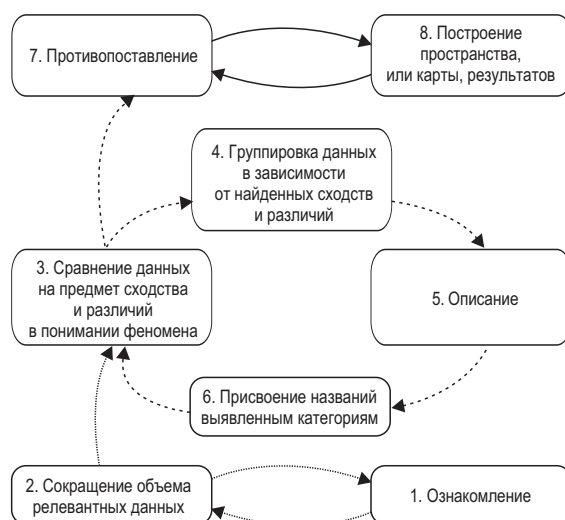 7. Противопоставление
8. Построение
пространства,
или карты, результатов
4. Группировка данных
в зависимости
от найденных сходств
и различий
3. Сравнение данных
на предмет сходства
и различий
в понимании феномена
5. Описание
6. Присвоение названий
выявленным категориям
2. Сокращение объема
релевантных данных
1. Ознакомление